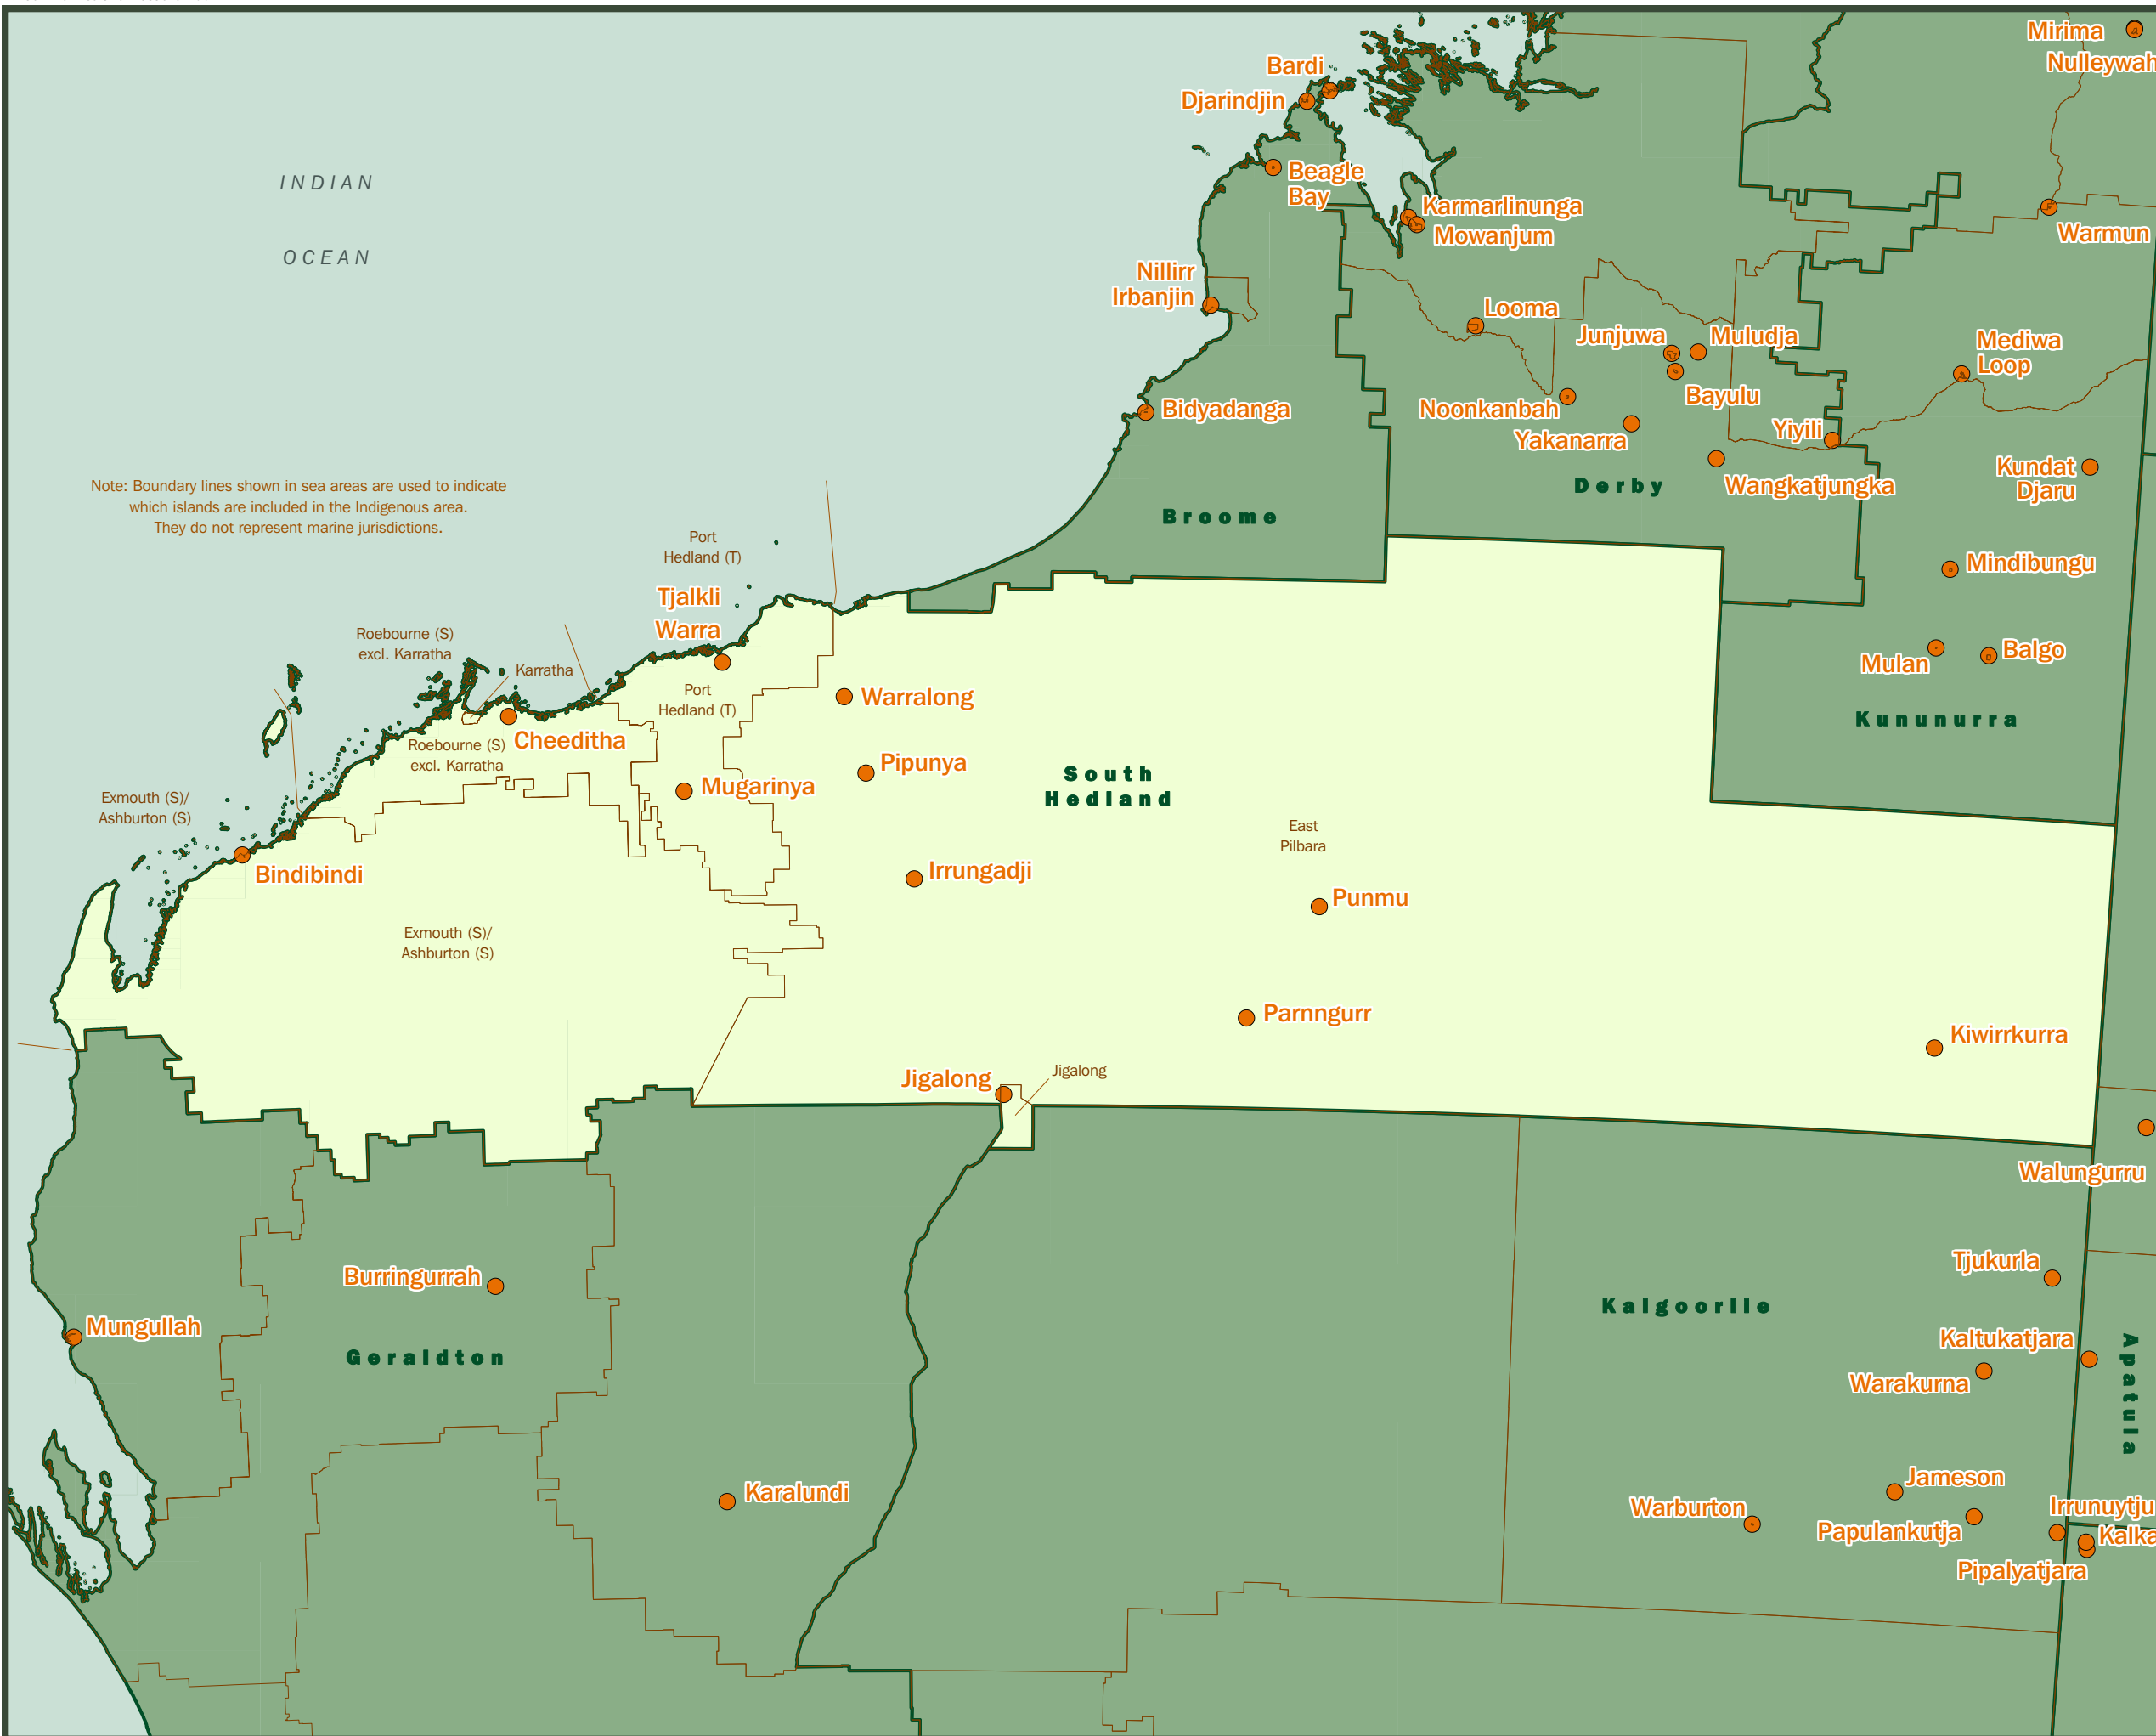 Mirima
Nulleywah
Bardi
Djarindjin
INDIAN
OCEAN
Beagle
Bay
Karmarlinunga
Mowanjum
Warmun
Nillirr
Irbanjin
Looma
Junjuwa
Muludja
Mediwa
Loop
Bidyadanga
Noonkanbah
Bayulu
Yakanarra
Yiyili
Wangkatjungka
Kundat
Djaru
Derby
Broome
Note: Boundary lines shown in sea areas are used to indicate
which islands are included in the Indigenous area.
They do not represent marine jurisdictions.
Port
Hedland (T)
Mindibungu
Tjalkli
Warra
Roebourne (S)
excl. Karratha
Karratha
Mulan
Balgo
Port
Hedland (T)
Warralong
Kununurra
Cheeditha
Roebourne (S)
excl. Karratha
Pipunya
Mugarinya
South
Hedland
Exmouth (S)/
Ashburton (S)
East
Pilbara
Bindibindi
Irrungadji
Punmu
Exmouth (S)/
Ashburton (S)
Parnngurr
Kiwirrkurra
Jigalong
Jigalong
Walungurru
Tjukurla
Burringurrah
Kalgoorlie
Mungullah
Kaltukatjara
Geraldton
Warakurna
Apatula
Jameson
Karalundi
Warburton
Papulankutja
Irrunuytju
Kalka
Pipalyatjara